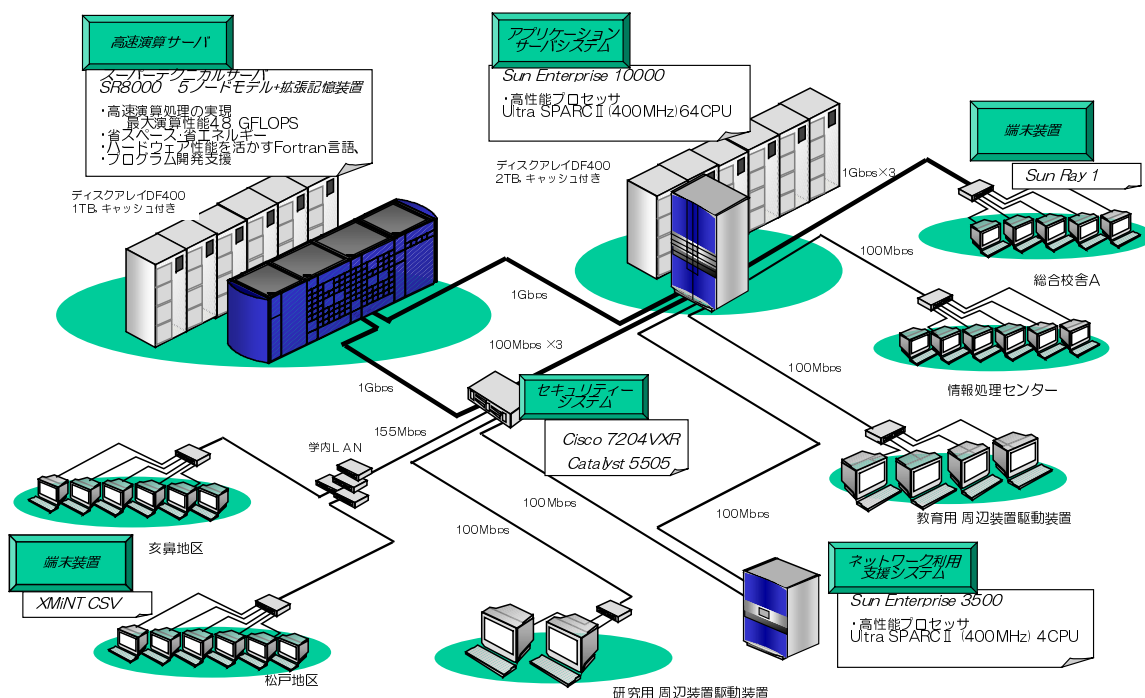 高速演算サーバ
スーパーテクニカルサーバ
SR8000 5ノードモデル+拡張記憶装置
・高速演算処理の実現
最大演算性能48 GFLOPS
・省スペース・省エネルギー
・ハードウェア性能を活かすFortran言語、
・プログラム開発支援
ディスクアレイDF400
1TB、キャッシュ付き
アプリケーション
サーバシステム
Sun Enterprise 10000
・高性能プロセッサ
Ultra SPARCⅡ (400MHz) 64CPU
ディスクアレイDF400
2TB、キャッシュ付き
1Gbps×3
端末装置
Sun Ray 1
総合校舎A
100Mbps
情報処理センター
1Gbps
100Mbps ×3
100Mbps
100Mbps
1Gbps
セキュリティー
システム
Cisco 7204VXR
Catalyst 5505
155Mbps
学内LAN
教育用 周辺装置駆動装置
100Mbps
100Mbps
100Mbps
亥鼻地区
端末装置
XMiNT CSV
松戸地区
研究用 周辺装置駆動装置
ネットワーク利用
支援システム
Sun Enterprise 3500
・高性能プロセッサ
Ultra SPARCⅡ (400MHz) 4CPU